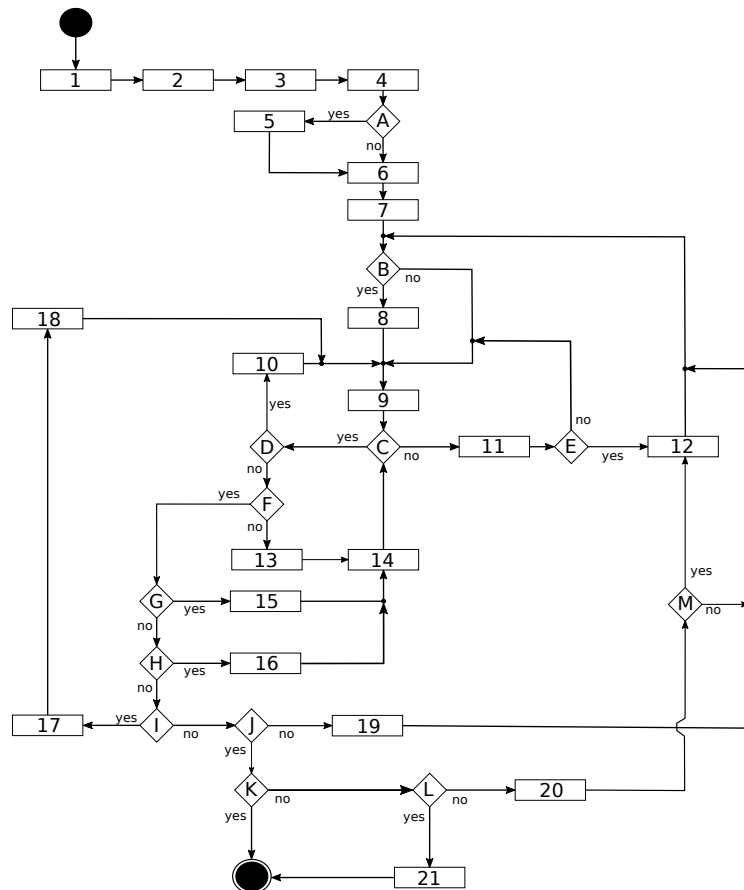 1 2 3 4
5 yes A
no
6
7
B
yes no
18 8
10
9
yes no
D yes C no 11 E yes 12
no
yes F
no
13 14
yes
G yes 15 M no
no
H yes 16
no
17 yes I no J no 19
yes
K no L no 20
yes yes
21